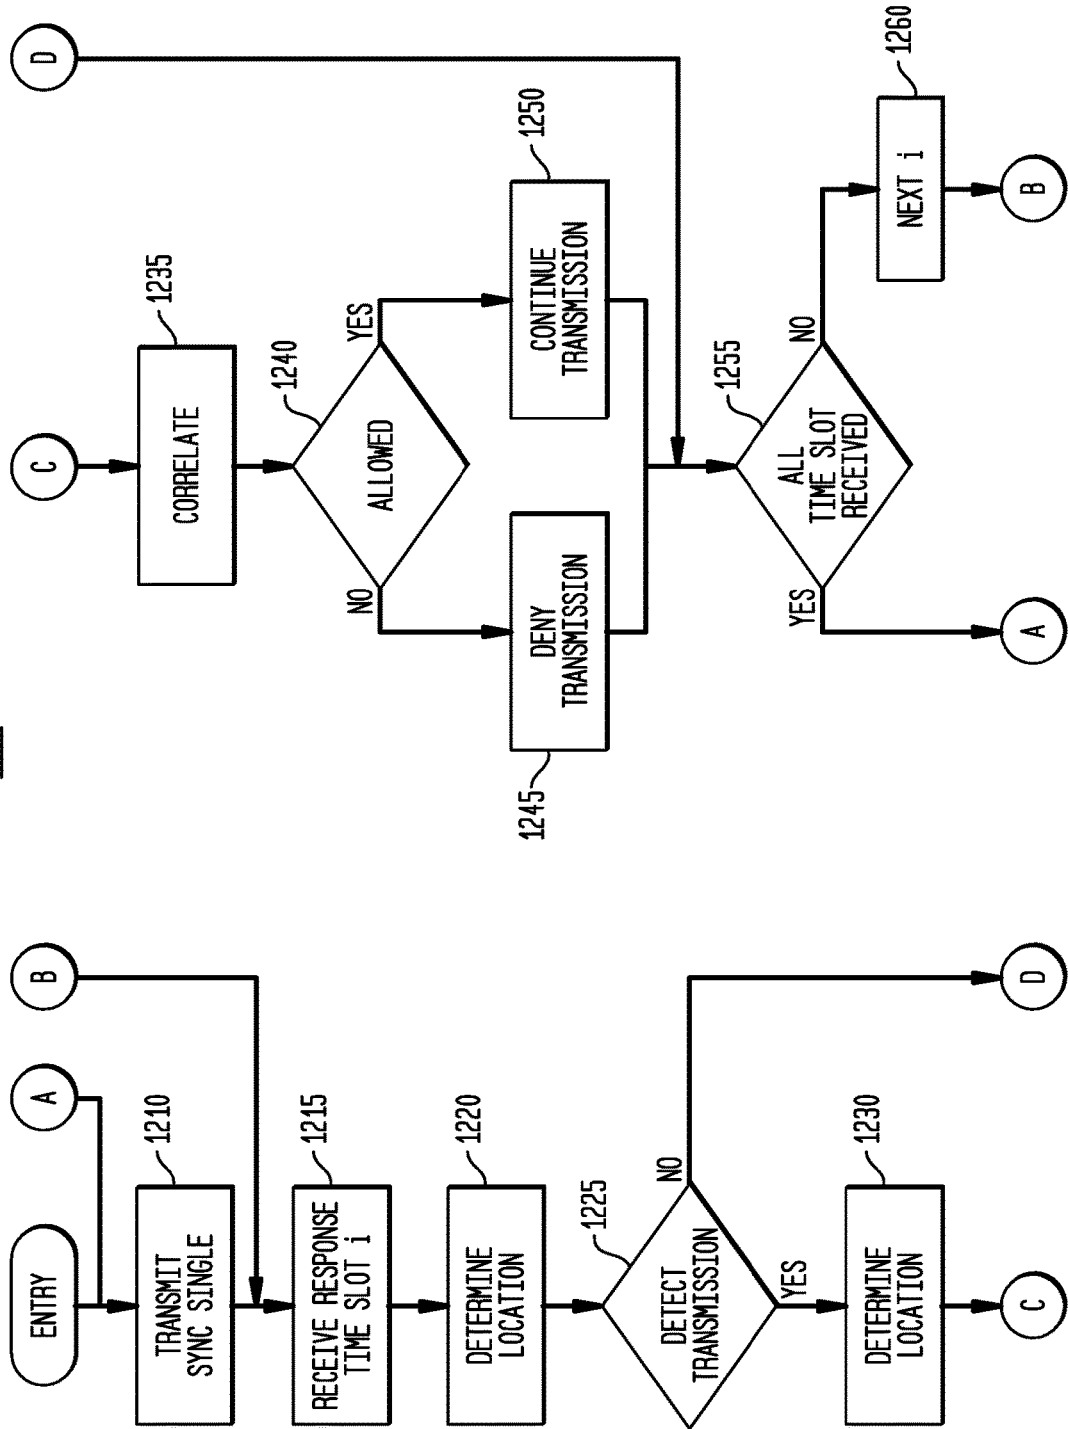 ENTRY
A
B
TRANSMIT
SYNC SINGLE
1210
RECEIVE RESPONSE
TIME SLOT i
1215
DETERMINE
LOCATION
1220
DETECT
TRANSMISSION
1225
NO
YES
DETERMINE
LOCATION
1230
C
D
C
D
CORRELATE
1235
ALLOWED
1240
NO
YES
DENY
TRANSMISSION
1245
CONTINUE
TRANSMISSION
1250
ALL
TIME SLOT
RECEIVED
1255
YES
NO
NEXT i
1260
A
B